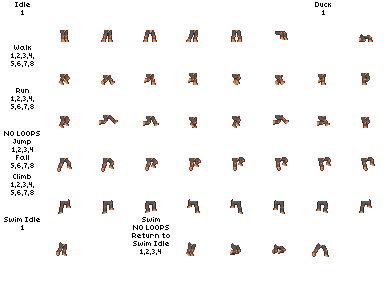 Idle
1
Duck
1
Walk
1,2,3,4,
5,6,7,8
Run
1,2,3,4,
5,6,7,8
NO LOOPS
Jump
1,2,3,4
Fall
5,6,7,8
Climb
1,2,3,4,
5,6,7,8
Swim Idle
1
Swim
NO LOOPS
Return to
Swim Idle
1,2,3,4